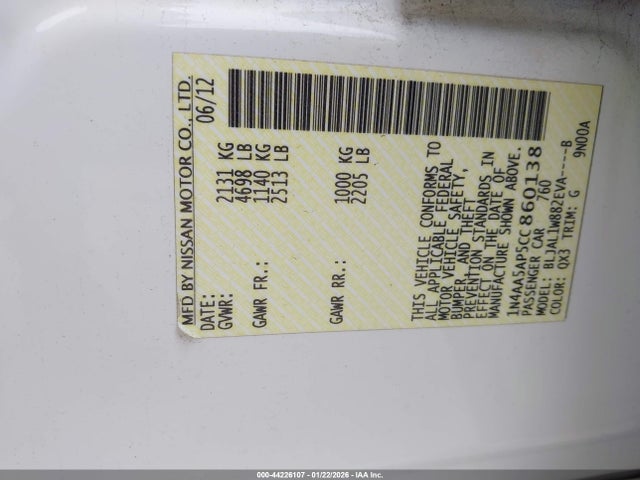 MFD BY NISSAN MOTOR CO., LTD.
DATE: 06/12
GVWR: 2131 KG
4698 LB
GAWR FR.: 1140 KG
2513 LB
GAWR RR.: 1000 KG
2205 LB
THIS VEHICLE CONFORMS TO
ALL APPLICABLE FEDERAL
MOTOR VEHICLE SAFETY,
BUMPER, AND THEFT
PREVENTION STANDARDS IN
EFFECT ON THE DATE OF
MANUFACTURE SHOWN ABOVE.
1N4AA5AP5CC860138
PASSENGER CAR 760
MODEL: BLJAL1W882EVA----B
COLOR: QX3 TRIM: G 9N00A
000-44226107 - 01/22/2026 - IAA Inc.